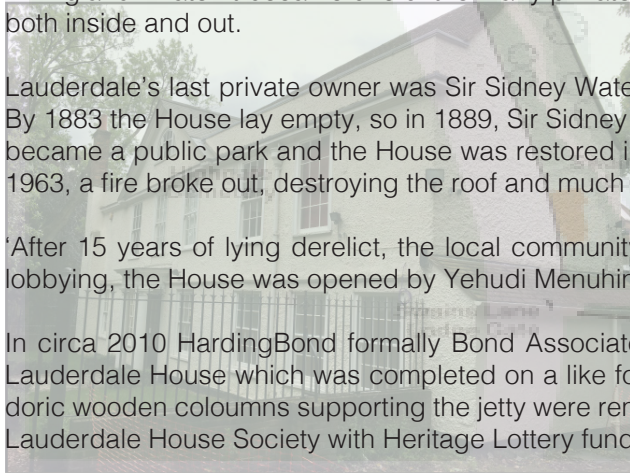 both inside and out.
Lauderdale's last private owner was Sir Sidney Wate
By 1883 the House lay empty, so in 1889, Sir Sidney
became a public park and the House was restored i
1963, a fire broke out, destroying the roof and much
'After 15 years of lying derelict, the local community
lobbying, the House was opened by Yehudi Menuhin
In circa 2010 HardingBond formally Bond Associate
Lauderdale House which was completed on a like fo
doric wooden coloumns supporting the jetty were rem
Lauderdale House Society with Heritage Lottery fund